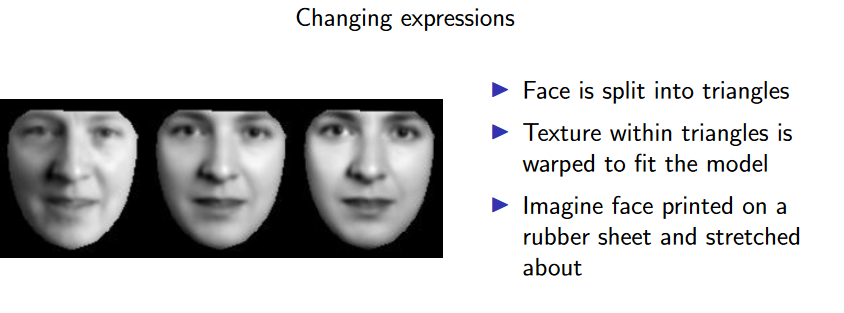 Changing expressions
Face is split into triangles
Texture within triangles is
warped to fit the model
Imagine face printed on a
rubber sheet and stretched
about